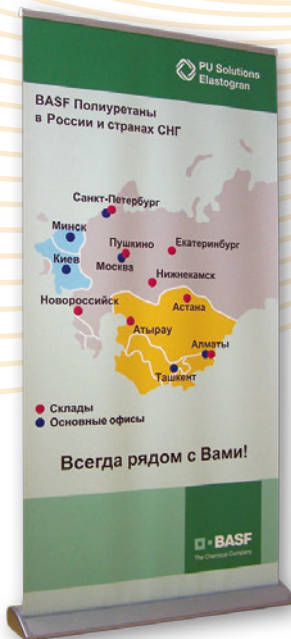 PU Solutions
Elastogran
BASF Полиуретаны
в России и странах СНГ
Санкт-Петербург
Минск
Пушкино
Екатеринбург
Киев
Москва
Нижнекамск
Новороссийск
Астана
Атырау
Алматы
Ташкент
Склады
Основные офисы
Всегда рядом с Вами!
BASF
The Chemical Company